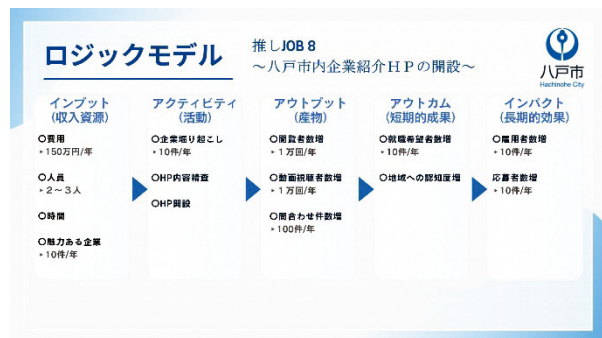 ロジックモデル
推しJOB 8
～八戸市内企業紹介ＨＰの開設～
八戸市
Hachinohe City
インプット
(収入資源)
○費用
▸150万円/年
○人員
▸２～３人
○時間
○魅力ある企業
▸10件/年
アクティビティ
(活動)
○企業堀り起こし
▸10件/年
○HP内容精査
○HP開設
アウトプット
(産物)
○閲覧者数増
▸１万回/年
○動画視聴者数増
▸１万回/年
○問合わせ件数増
▸100件/年
アウトカム
(短期的成果)
○就職希望者数増
▸10件/年
○地域への認知度増
インパクト
(長期的効果)
○雇用者数増
▸10件/年
応募者数増
▸10件/年